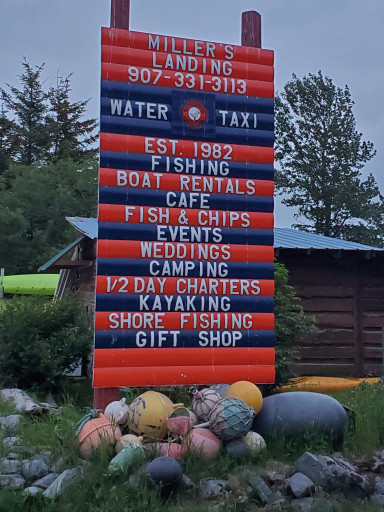 MILLER'S
LANDING
907-331-3113
WATER TAXI
EST. 1982
FISHING
BOAT RENTALS
CAFE
FISH & CHIPS
EVENTS
WEDDINGS
CAMPING
1/2 DAY CHARTERS
KAYAKING
SHORE FISHING
GIFT SHOP